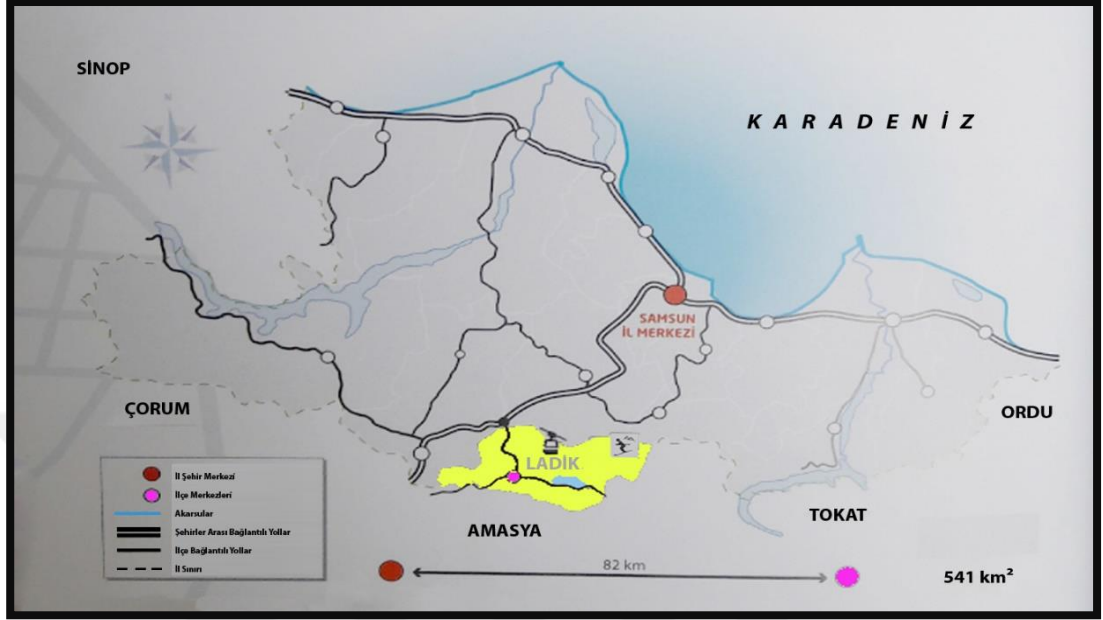 SİNOP
N
KARADENİZ
SAMSUN
İL MERKEZİ
ÇORUM
ORDU
LADİK
AMASYA
TOKAT
İl Şehir Merkezi
İlçe Merkezleri
Akarsular
Şehirler Arası Bağlantılı Yollar
İlçe Bağlantılı Yollar
İl Sınırı
82 km
541 km²